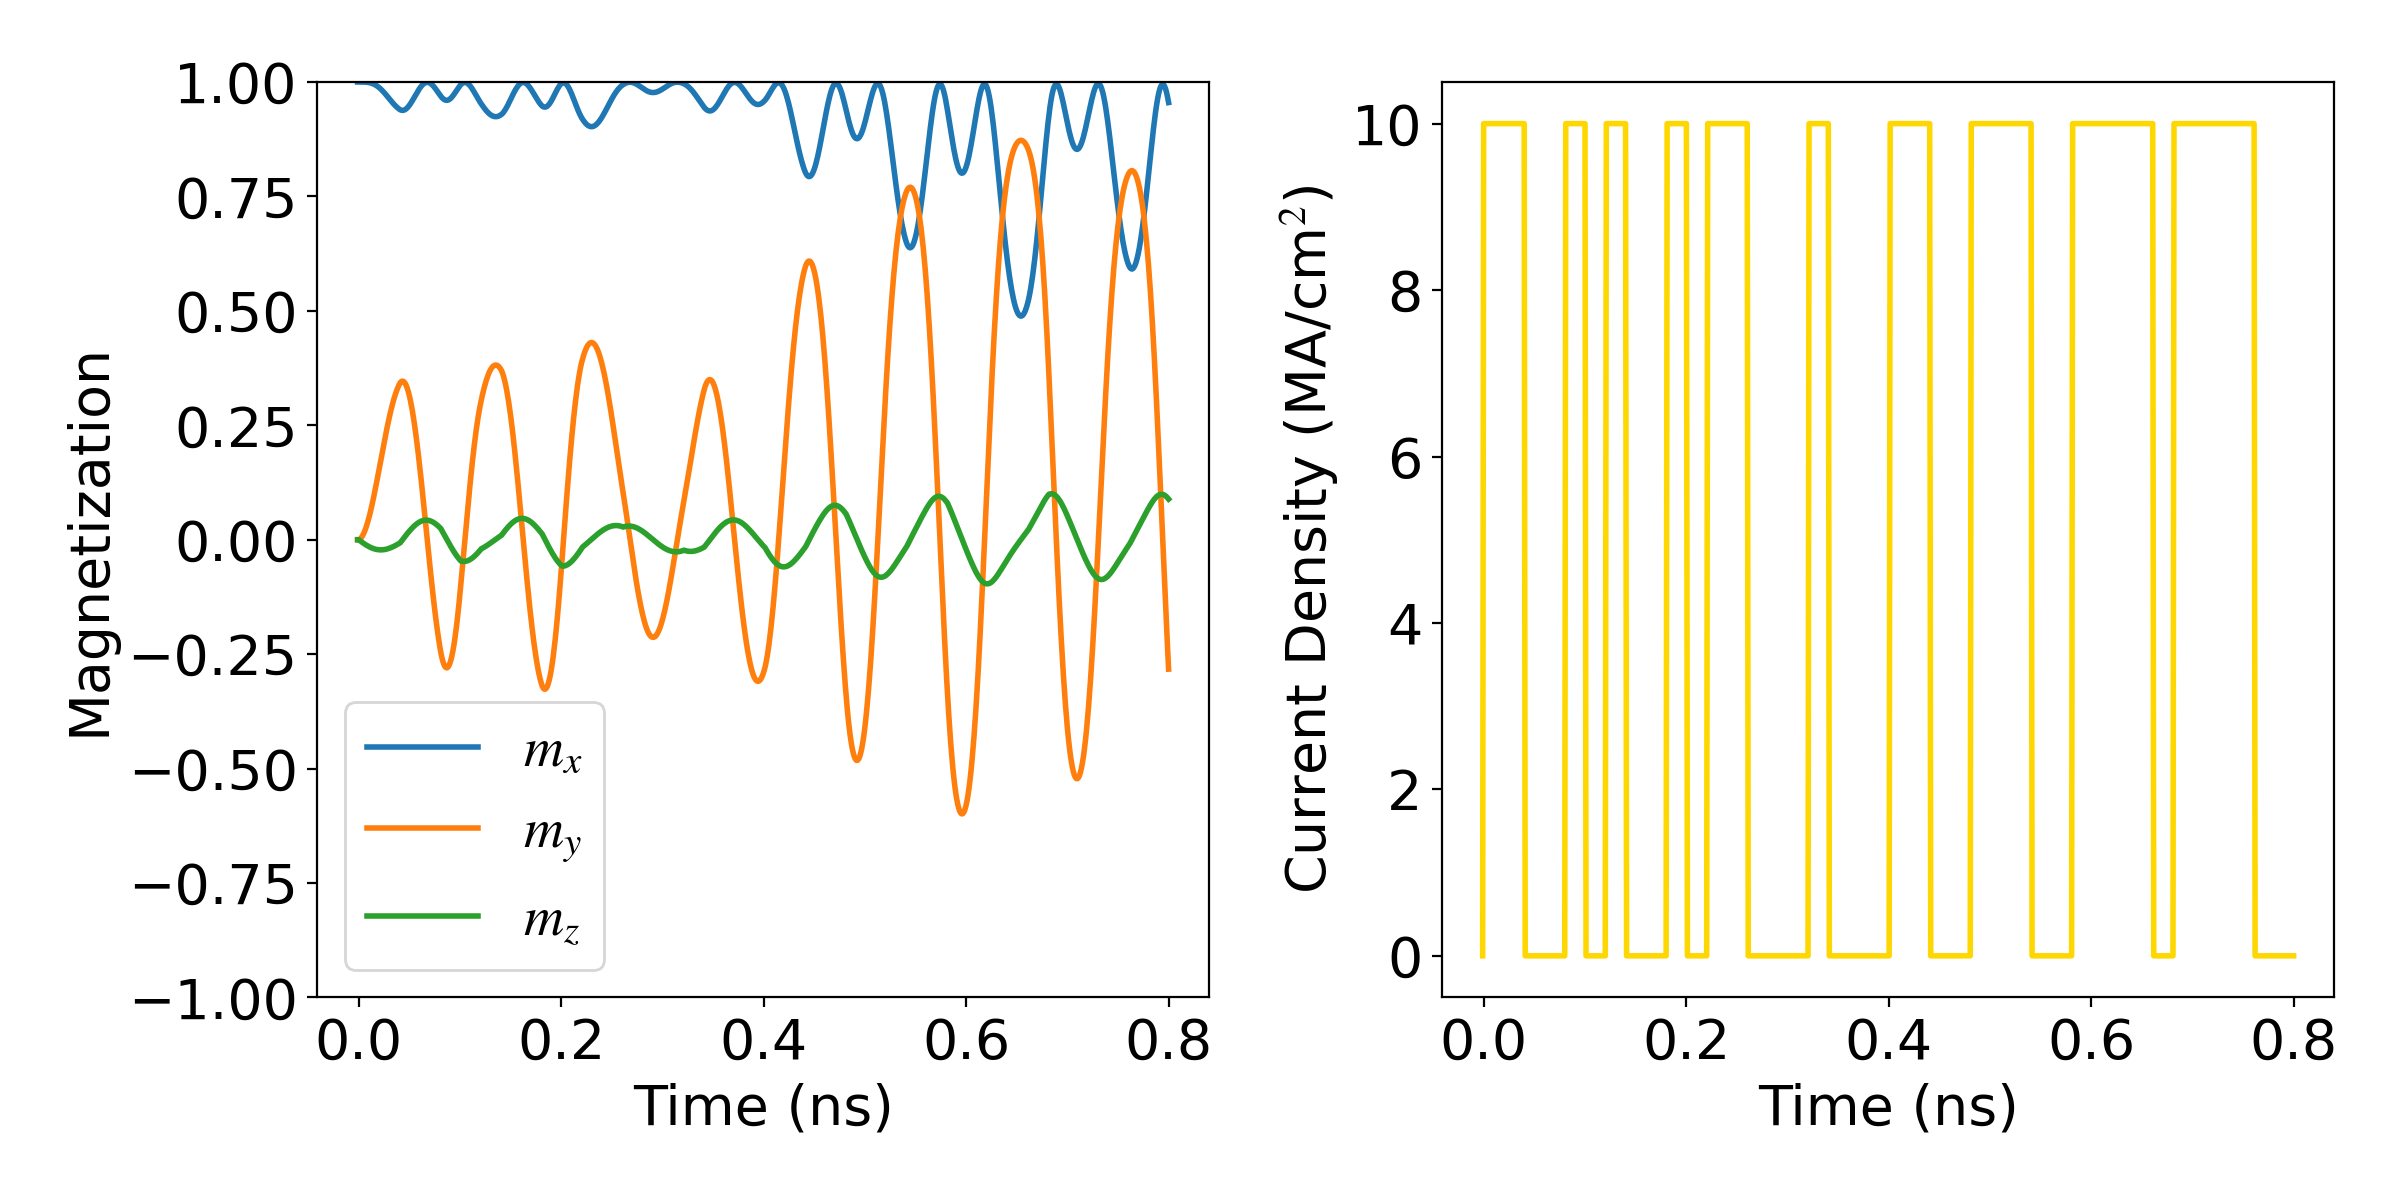 1.00
0.75
0.50
0.25
0.00
−0.25
−0.50
−0.75
−1.00
Magnetization
m_x
m_y
m_z
0.0 0.2 0.4 0.6 0.8
Time (ns)
10
8
6
4
2
0
Current Density (MA/cm²)
0.0 0.2 0.4 0.6 0.8
Time (ns)